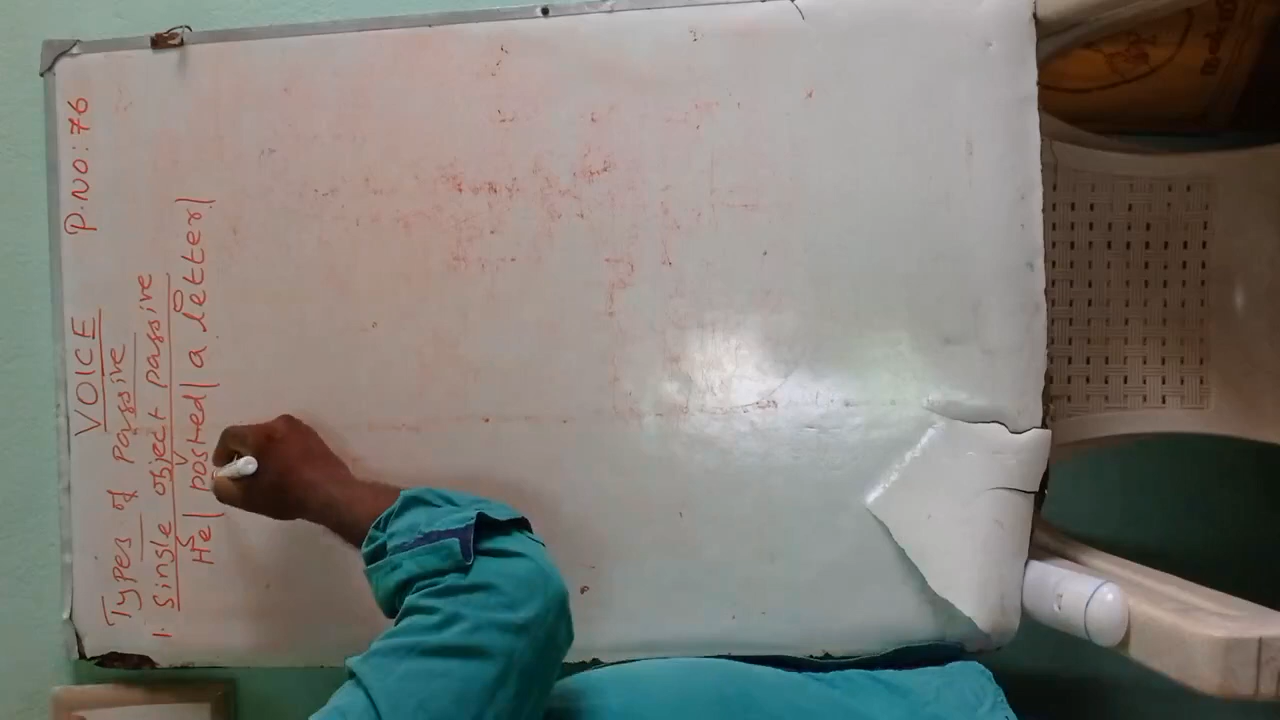 VOICE P.NO:76
Types of passive
1. Single object passive
S V O
He| posted| a letter|